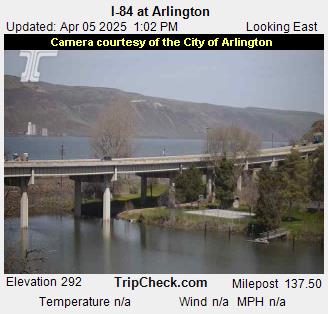 I-84 at Arlington
Updated: Apr 05 2025 1:02 PM Looking East
Camera courtesy of the City of Arlington
Elevation 292 TripCheck.com Milepost 137.50
Temperature n/a Wind n/a MPH n/a